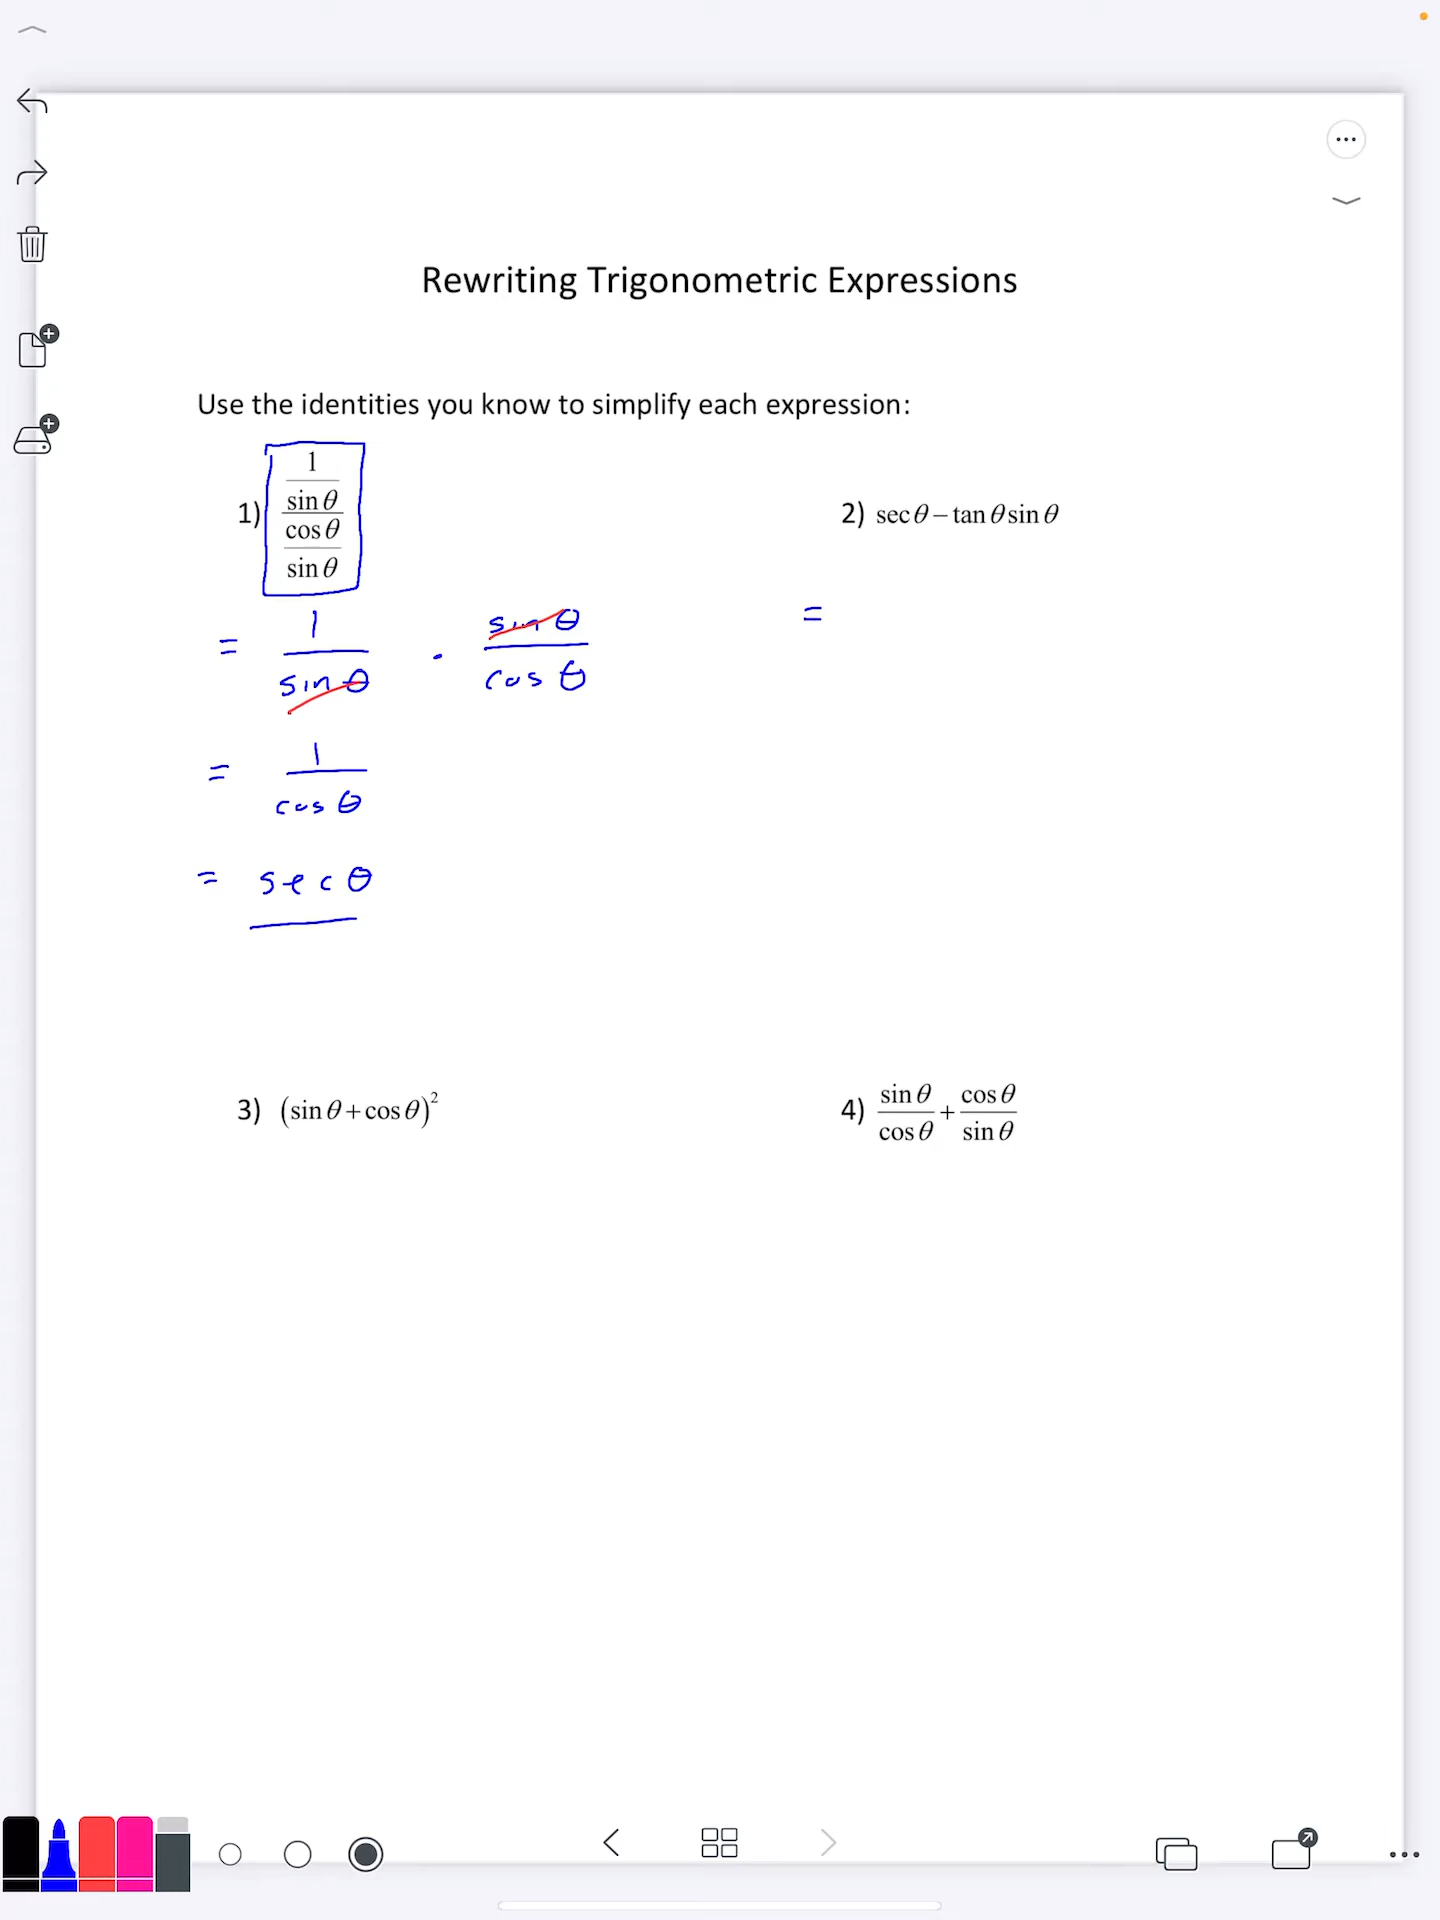 Rewriting Trigonometric Expressions
Use the identities you know to simplify each expression:
1) 1
sin θ
cos θ
sin θ
2) sec θ – tan θ sin θ
= 1 / sin θ · sin θ / cos θ
=
= 1 / cos θ
= sec θ
3) (sin θ + cos θ)²
4) sin θ / cos θ + cos θ / sin θ